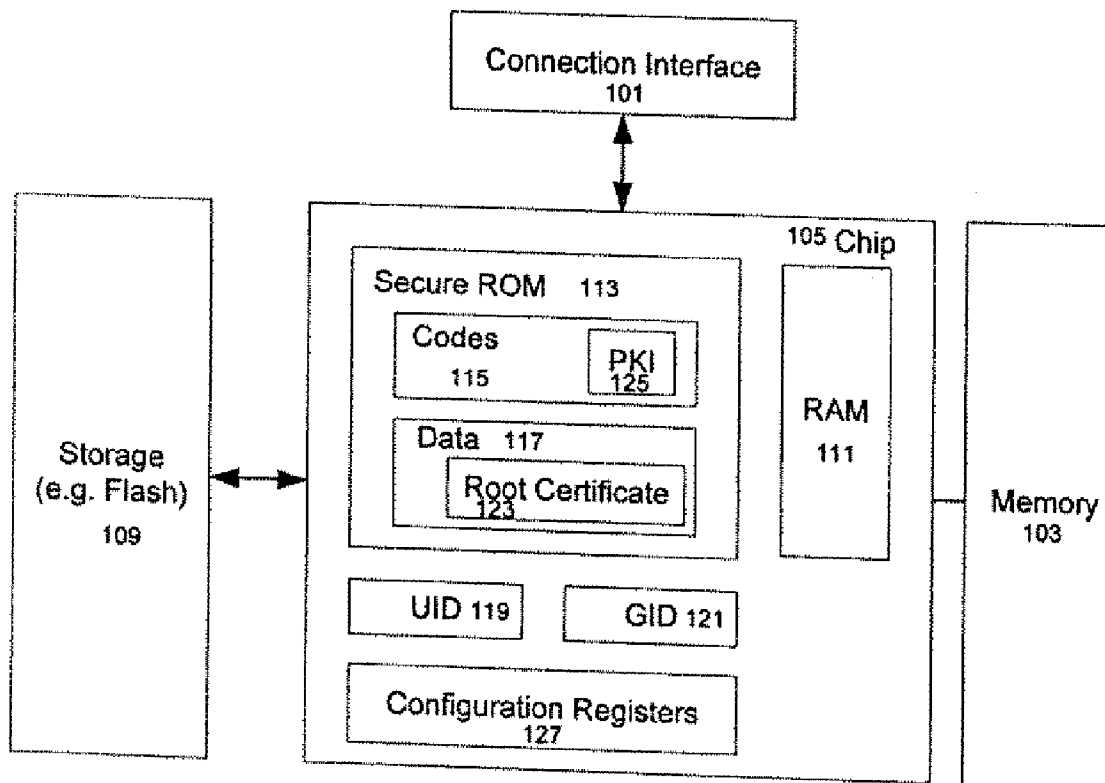 Connection Interface
101
105 Chip
Secure ROM 113
Codes
115
PKI
125
Data 117
Root Certificate
123
RAM
111
Storage
(e.g. Flash)
109
Memory
103
UID 119
GID 121
Configuration Registers
127